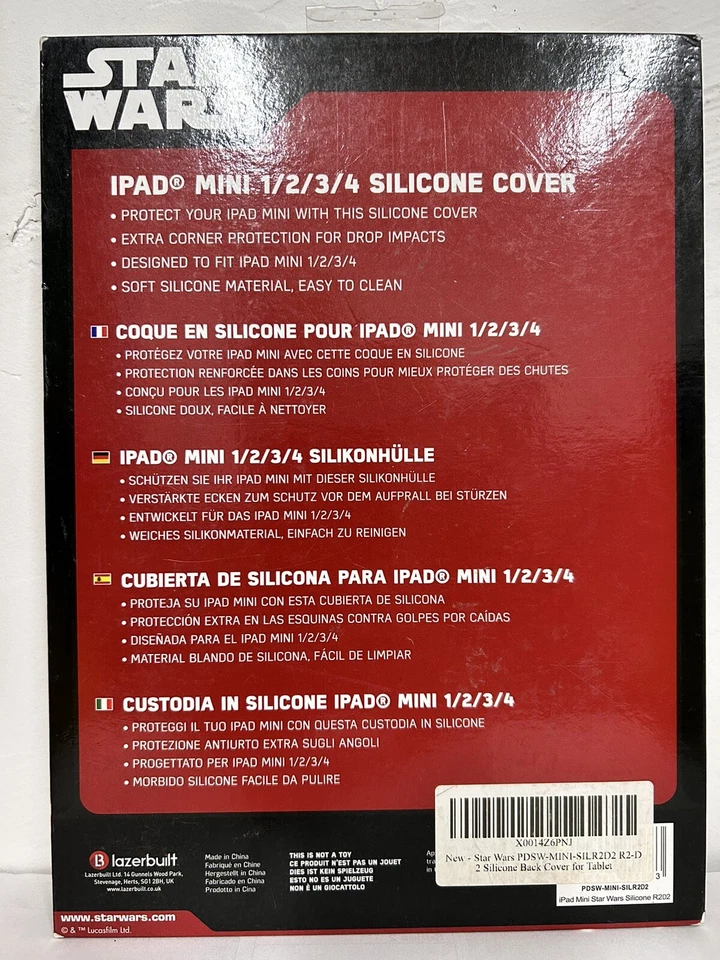 STAR
WARS
IPAD® MINI 1/2/3/4 SILICONE COVER
• PROTECT YOUR IPAD MINI WITH THIS SILICONE COVER
• EXTRA CORNER PROTECTION FOR DROP IMPACTS
• DESIGNED TO FIT IPAD MINI 1/2/3/4
• SOFT SILICONE MATERIAL, EASY TO CLEAN
COQUE EN SILICONE POUR IPAD® MINI 1/2/3/4
• PROTÉGEZ VOTRE IPAD MINI AVEC CETTE COQUE EN SILICONE
• PROTECTION RENFORCÉE DANS LES COINS POUR MIEUX PROTÉGER DES CHUTES
• CONÇU POUR LES IPAD MINI 1/2/3/4
• SILICONE DOUX, FACILE À NETTOYER
IPAD® MINI 1/2/3/4 SILIKONHÜLLE
• SCHÜTZEN SIE IHR IPAD MINI MIT DIESER SILIKONHÜLLE
• VERSTÄRKTE ECKEN ZUM SCHUTZ VOR DEM AUFPRALL BEI STÜRZEN
• ENTWICKELT FÜR DAS IPAD MINI 1/2/3/4
• WEICHES SILIKONMATERIAL, EINFACH ZU REINIGEN
CUBIERTA DE SILICONA PARA IPAD® MINI 1/2/3/4
• PROTEJA SU IPAD MINI CON ESTA CUBIERTA DE SILICONA
• PROTECCIÓN EXTRA EN LAS ESQUINAS CONTRA GOLPES POR CAÍDAS
• DISEÑADA PARA EL IPAD MINI 1/2/3/4
• MATERIAL BLANDO DE SILICONA, FÁCIL DE LIMPIAR
CUSTODIA IN SILICONE IPAD® MINI 1/2/3/4
• PROTEGGI IL TUO IPAD MINI CON QUESTA CUSTODIA IN SILICONE
• PROTEZIONE ANTIURTO EXTRA SUGLI ANGOLI
• PROGETTATO PER IPAD MINI 1/2/3/4
• MORBIDO SILICONE FACILE DA PULIRE
B lazerbuilt
Lazerbuilt Ltd. 14 Gunnels Wood Park,
Stevenage, Herts, SG1 2BH, UK
www.lazerbuilt.co.uk
Made in China
Fabriqué en Chine
Hergestellt in China
Fabricado en China
Prodotto in Cina
THIS IS NOT A TOY
CE PRODUIT N'EST PAS UN JOUET
DIES IST KEIN SPIELZEUG
ESTO NO ES UN JUGUETE
NON È UN GIOCATTOLO
X0014Z6PNJ
New - Star Wars PDSW-MINI-SILR2D2 R2-D
2 Silicone Back Cover for Tablet
3
PDSW-MINI-SILR2D2
iPad Mini Star Wars Silicone R202
www.starwars.com
© & ™ Lucasfilm Ltd.